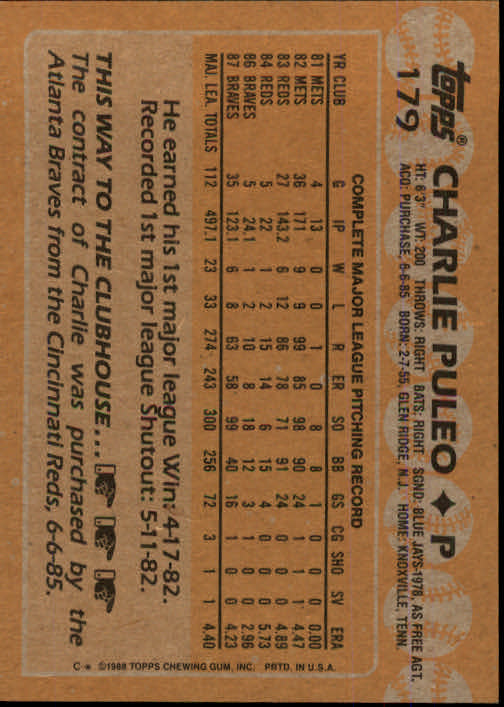 topps®
179
CHARLIE PULEO ✦ P
HT: 6'3" WT: 200 THROWS: RIGHT BATS: RIGHT SGND: BLUE JAYS-1978, AS FREE AGT.
ACQ: PURCHASE, 6-6-85 BORN: 2-7-55, GLEN RIDGE, N.J. HOME: KNOXVILLE, TENN.
COMPLETE MAJOR LEAGUE PITCHING RECORD
YR CLUB G IP W L R ER SO BB GS CG SHO SV ERA
81 METS 4 13 0 0 1 0 8 8 1 0 0 0 0.00
82 METS 36 171 9 9 99 85 98 90 24 1 1 1 4.47
83 REDS 27 143.2 6 12 86 78 71 91 24 0 0 0 4.89
84 REDS 5 22 1 2 15 14 6 15 4 0 0 0 5.73
86 BRAVES 5 24.1 1 2 10 8 18 12 3 1 0 0 2.96
87 BRAVES 35 123.1 6 8 63 58 99 40 16 1 0 0 4.23
MAJ. LEA. TOTALS 112 497.1 23 33 274 243 300 256 72 3 1 1 4.40
He earned his 1st major league Win: 4-17-82.
Recorded 1st major league Shutout: 5-11-82.
THIS WAY TO THE CLUBHOUSE...
The contract of Charlie was purchased by the
Atlanta Braves from the Cincinnati Reds, 6-6-85.
C * ©1988 TOPPS CHEWING GUM, INC. PRTD. IN U.S.A.